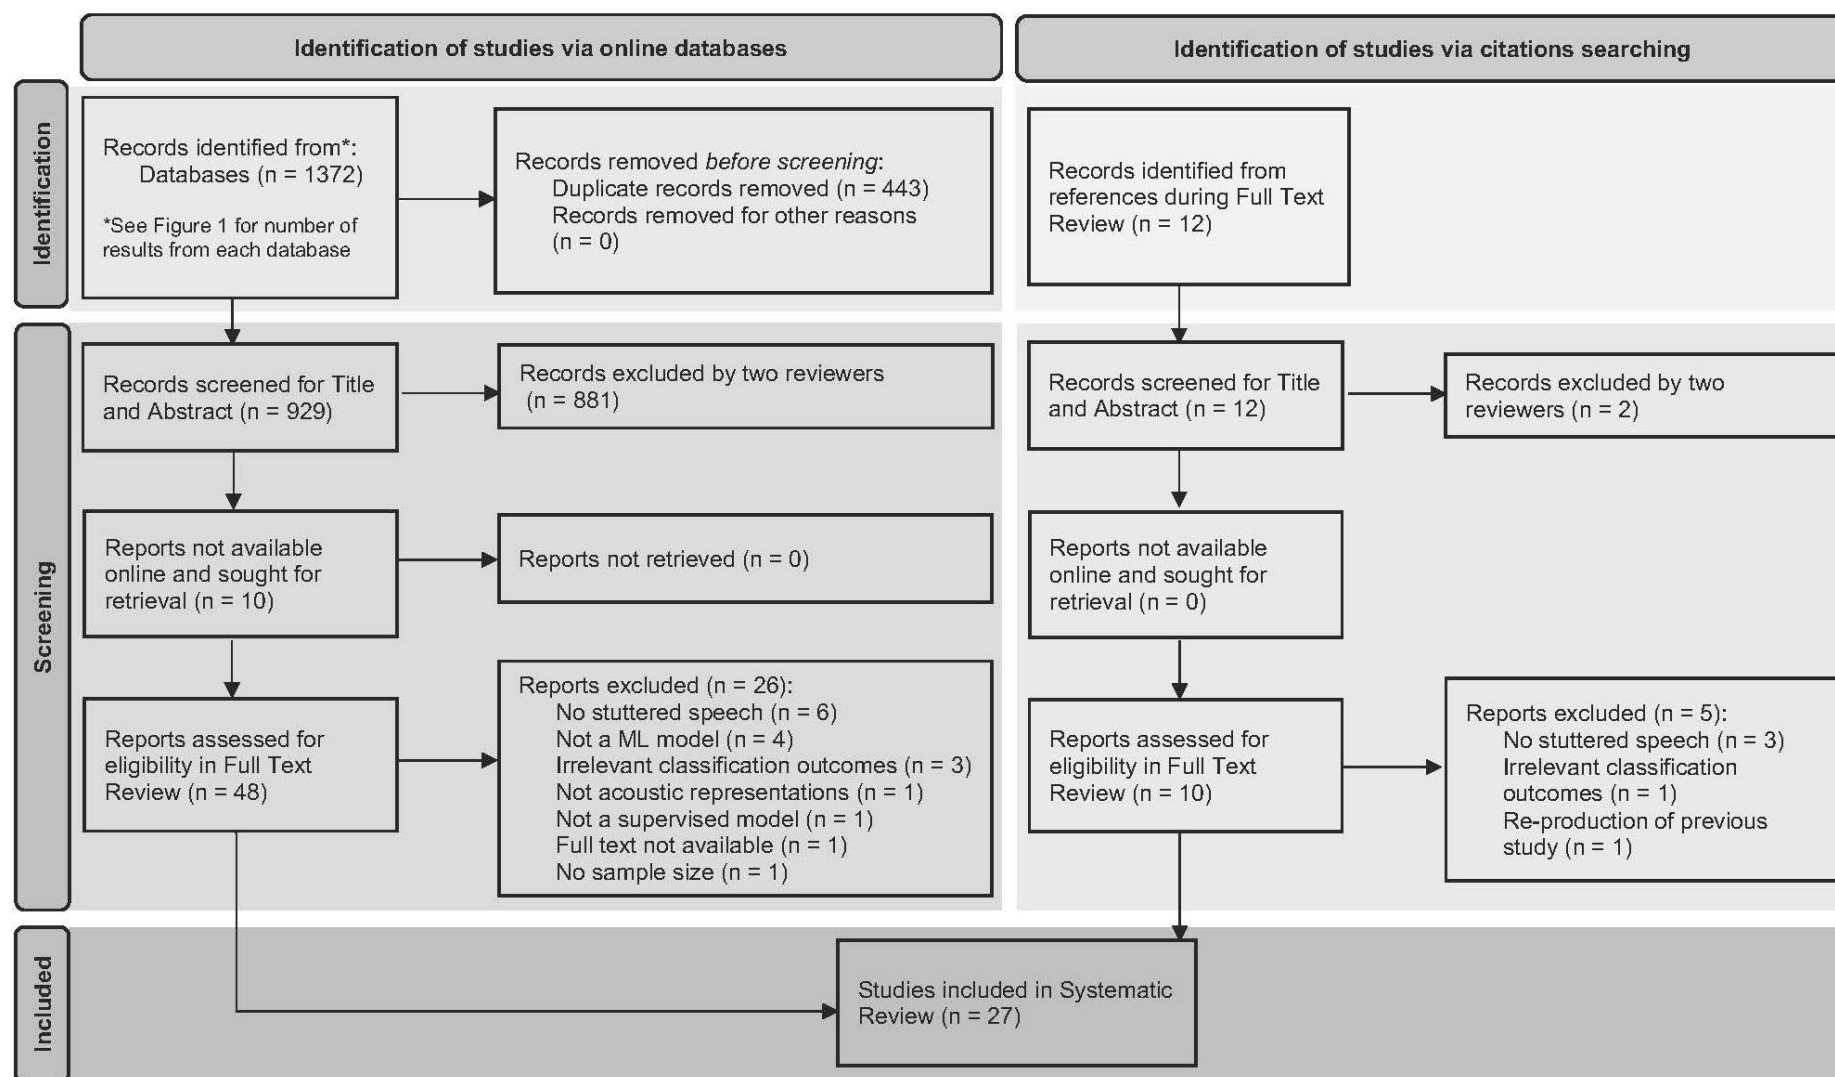 Identification of studies via online databases
Identification of studies via citations searching
Identification
Records identified from*:
Databases (n = 1372)
*See Figure 1 for number of
results from each database
Records removed before screening:
Duplicate records removed (n = 443)
Records removed for other reasons
(n = 0)
Records identified from
references during Full Text
Review (n = 12)
Screening
Records screened for Title
and Abstract (n = 929)
Records excluded by two reviewers
(n = 881)
Records screened for Title
and Abstract (n = 12)
Records excluded by two
reviewers (n = 2)
Reports not available
online and sought for
retrieval (n = 10)
Reports not retrieved (n = 0)
Reports not available
online and sought for
retrieval (n = 0)
Reports assessed for
eligibility in Full Text
Review (n = 48)
Reports excluded (n = 26):
No stuttered speech (n = 6)
Not a ML model (n = 4)
Irrelevant classification outcomes (n = 3)
Not acoustic representations (n = 1)
Not a supervised model (n = 1)
Full text not available (n = 1)
No sample size (n = 1)
Reports assessed for
eligibility in Full Text
Review (n = 10)
Reports excluded (n = 5):
No stuttered speech (n = 3)
Irrelevant classification
outcomes (n = 1)
Re-production of previous
study (n = 1)
Included
Studies included in Systematic
Review (n = 27)